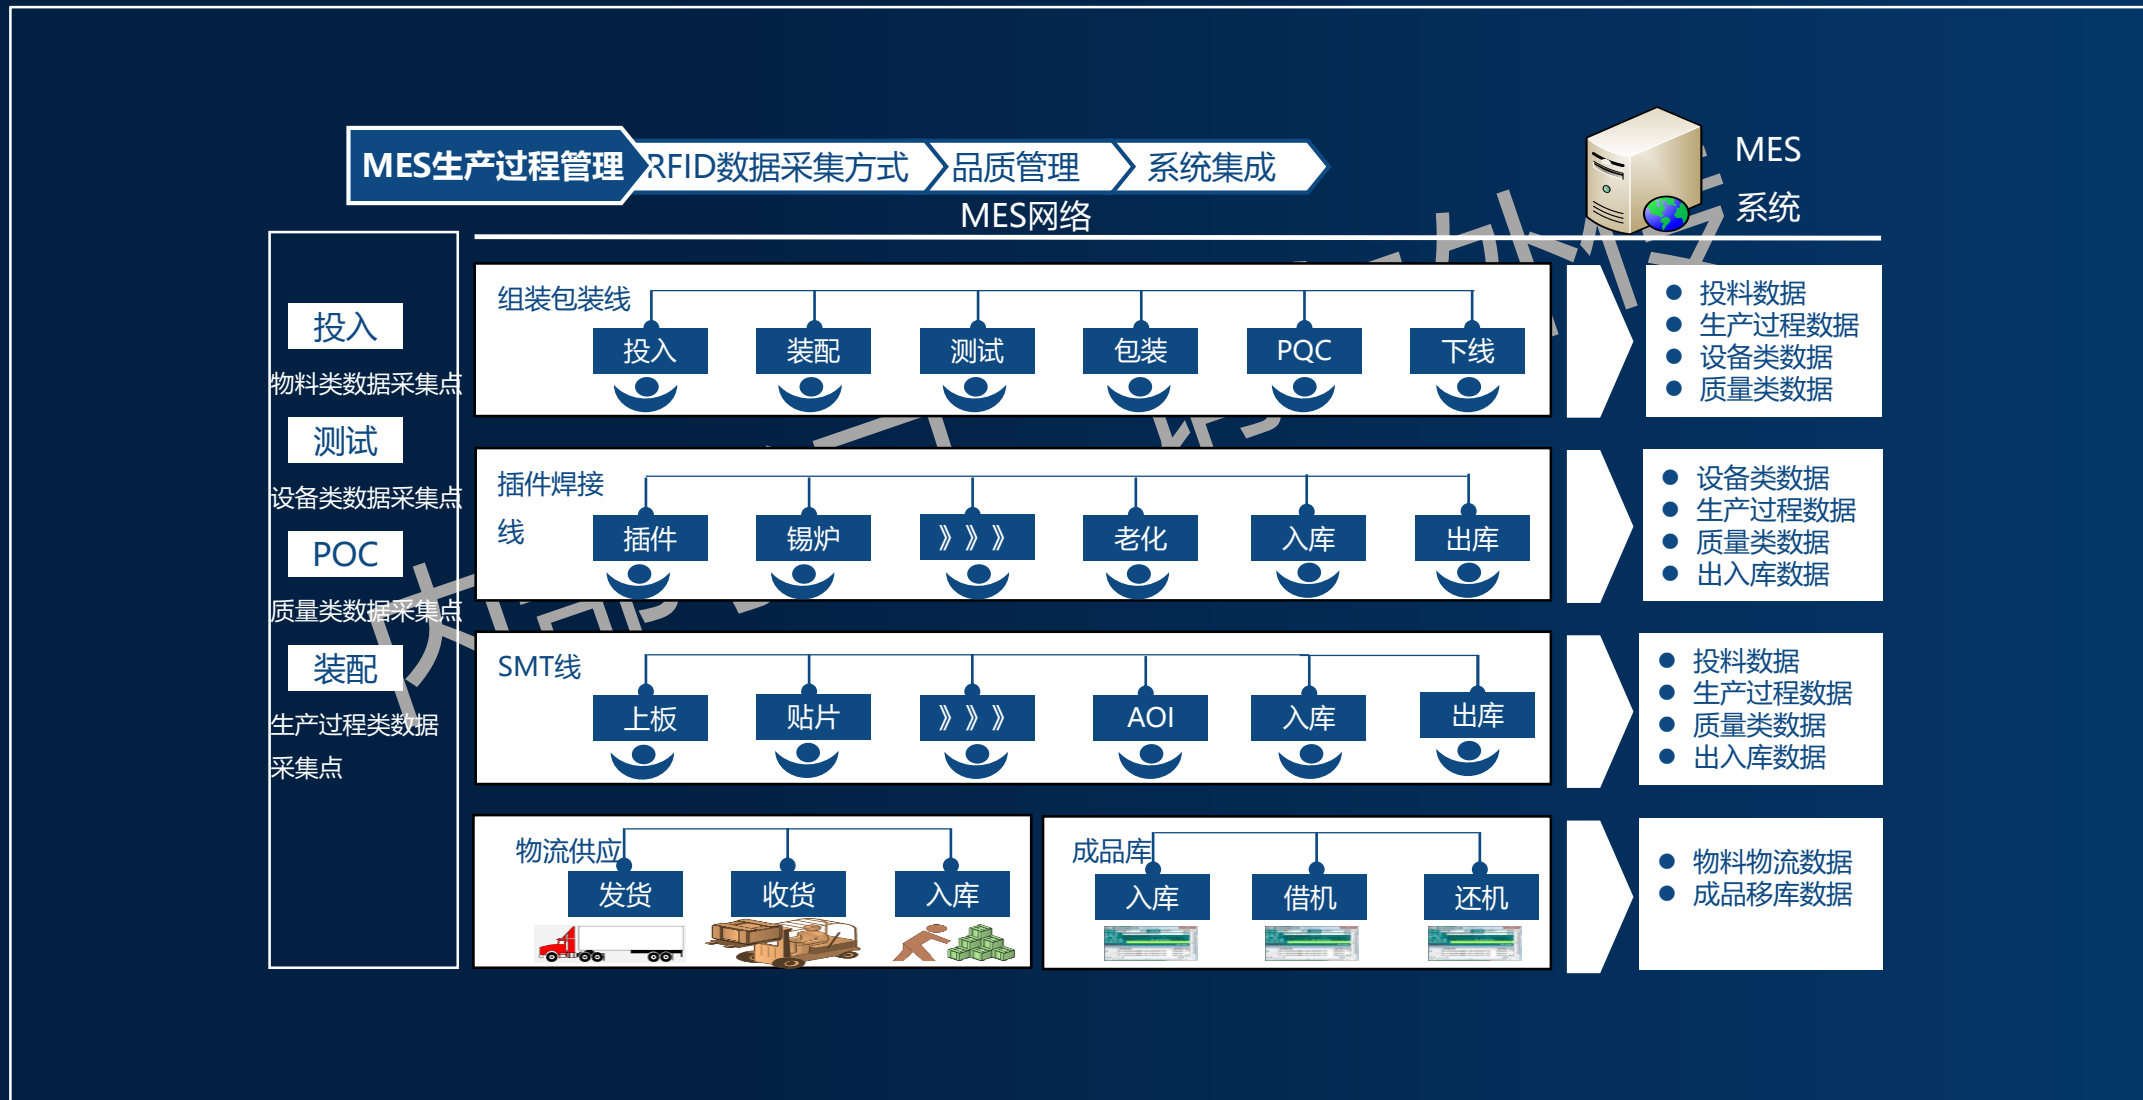 MES生产过程管理
RFID数据采集方式
品质管理
系统集成
MES
系统
MES网络
投入
物料类数据采集点
测试
设备类数据采集点
POC
质量类数据采集点
装配
生产过程类数据
采集点
组装包装线
投入
装配
测试
包装
PQC
下线
投料数据
生产过程数据
设备类数据
质量类数据
插件焊接
线
插件
锡炉
》》》
老化
入库
出库
设备类数据
生产过程数据
质量类数据
出入库数据
SMT线
上板
贴片
》》》
AOI
入库
出库
投料数据
生产过程数据
质量类数据
出入库数据
物流供应
发货
收货
入库
成品库
入库
借机
还机
物料物流数据
成品移库数据